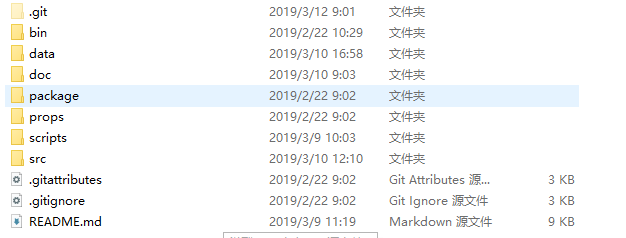 .git 2019/3/12 9:01 文件夹
bin 2019/2/22 10:29 文件夹
data 2019/3/10 16:58 文件夹
doc 2019/3/10 9:03 文件夹
package 2019/2/22 9:02 文件夹
props 2019/2/22 9:02 文件夹
scripts 2019/3/9 10:03 文件夹
src 2019/3/10 12:10 文件夹
.gitattributes 2019/2/22 9:02 Git Attributes 源... 3 KB
.gitignore 2019/2/22 9:02 Git Ignore 源文件 3 KB
README.md 2019/3/9 11:19 Markdown 源文件 9 KB